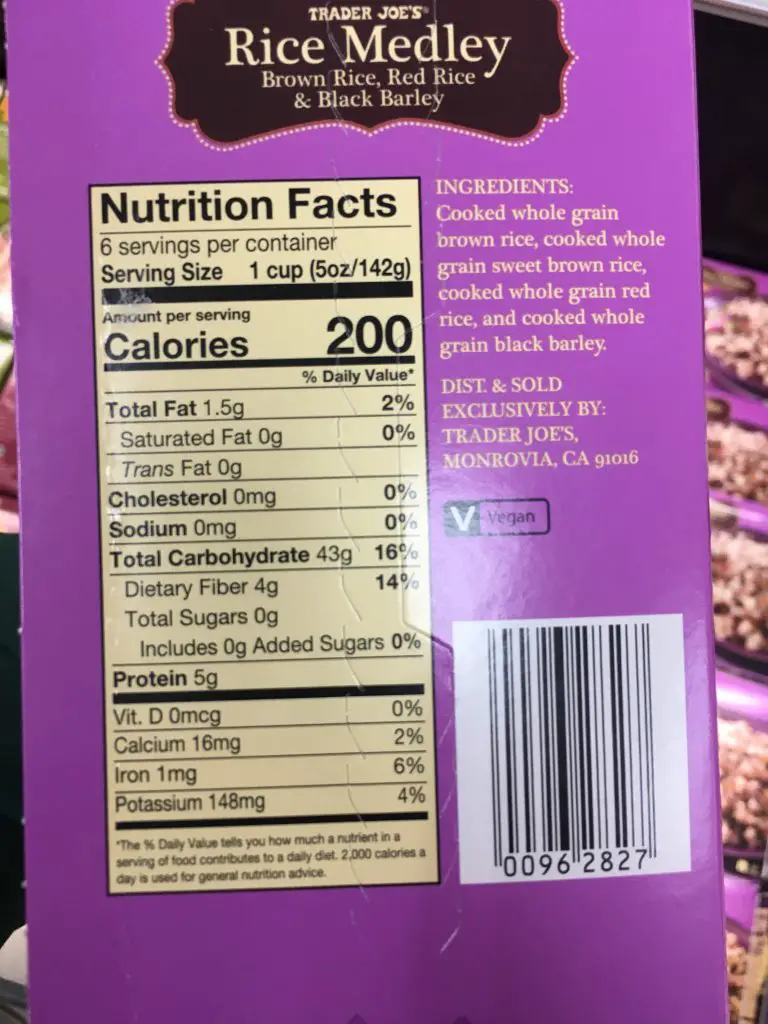 TRADER JOE'S
Rice Medley
Brown Rice, Red Rice
& Black Barley
Nutrition Facts
6 servings per container
Serving Size 1 cup (5oz/142g)
Amount per serving
Calories 200
% Daily Value*
Total Fat 1.5g 2%
Saturated Fat 0g 0%
Trans Fat 0g
Cholesterol 0mg 0%
Sodium 0mg 0%
Total Carbohydrate 43g 16%
Dietary Fiber 4g 14%
Total Sugars 0g
Includes 0g Added Sugars 0%
Protein 5g
Vit. D 0mcg 0%
Calcium 16mg 2%
Iron 1mg 6%
Potassium 148mg 4%
*The % Daily Value tells you how much a nutrient in a
serving of food contributes to a daily diet. 2,000 calories a
day is used for general nutrition advice.
INGREDIENTS:
Cooked whole grain
brown rice, cooked whole
grain sweet brown rice,
cooked whole grain red
rice, and cooked whole
grain black barley.
DIST. & SOLD
EXCLUSIVELY BY:
TRADER JOE'S,
MONROVIA, CA 91016
V Vegan
0096 2827